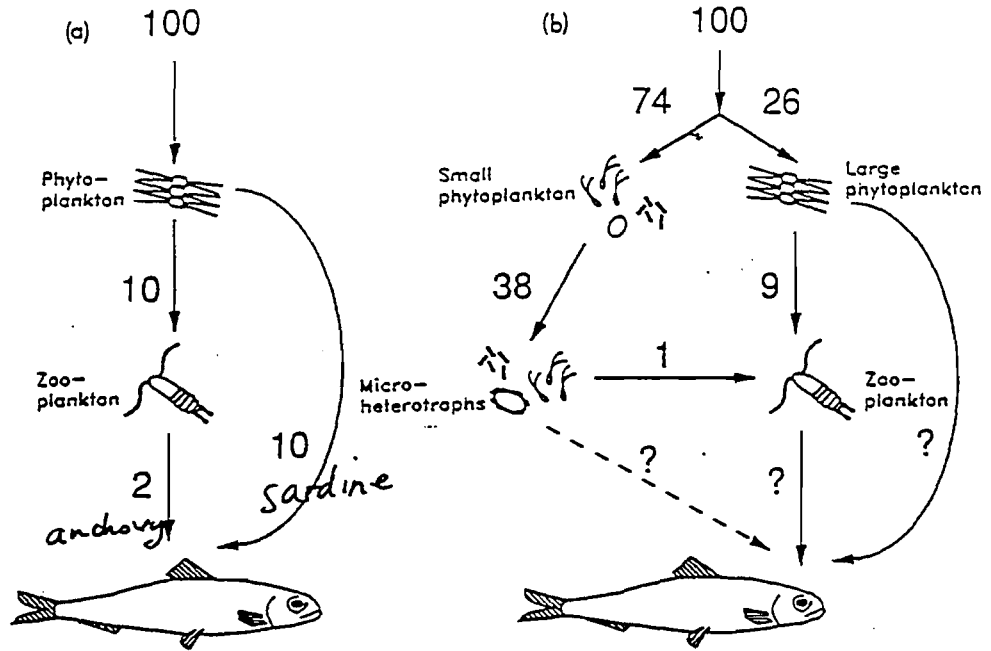 (a) 100
Phyto-
plankton
10
Zoo-
plankton
2
anchovy
10
sardine
(b) 100
74 26
Small
phytoplankton
Large
phytoplankton
38
9
Micro-
heterotraphs
1
Zoo-
plankton
?
?
?